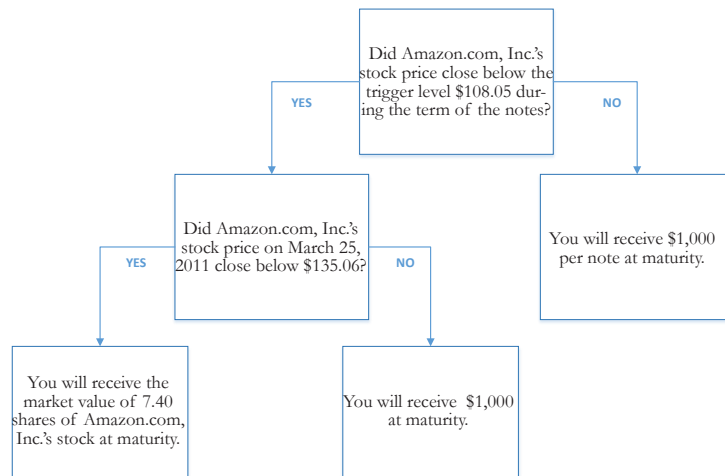 Did Amazon.com, Inc.'s
stock price close below the
trigger level $108.05 dur-
ing the term of the notes?
YES
NO
Did Amazon.com, Inc.'s
stock price on March 25,
2011 close below $135.06?
You will receive $1,000
per note at maturity.
YES
NO
You will receive the
market value of 7.40
shares of Amazon.com,
Inc.'s stock at maturity.
You will receive $1,000
at maturity.